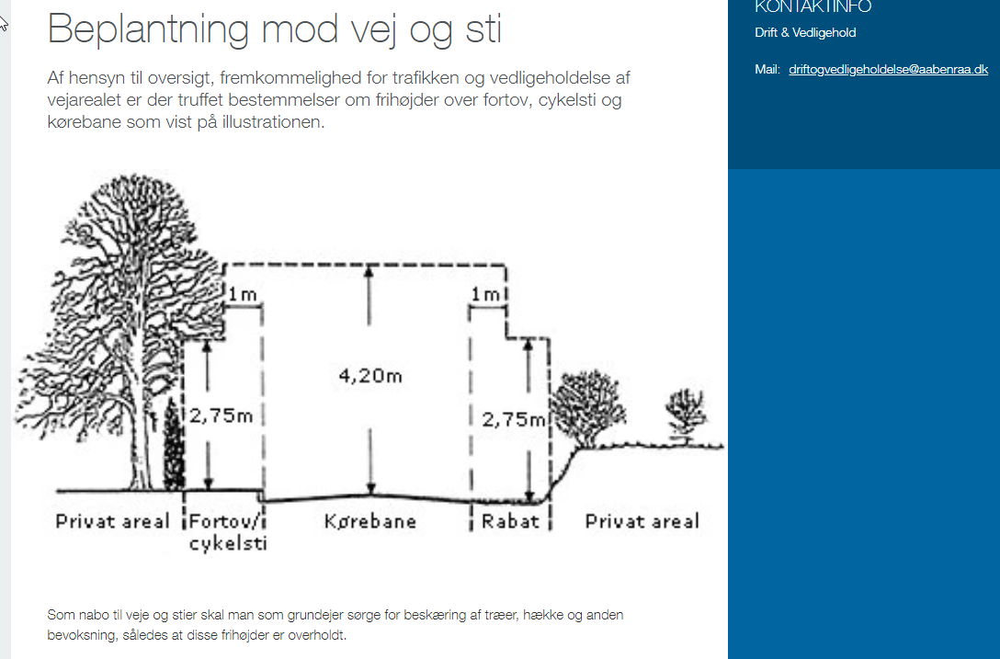 Beplantning mod vej og sti
Af hensyn til oversigt, fremkommelighed for trafikken og vedligeholdelse af
vejarealet er der truffet bestemmelser om frihøjder over fortov, cykelsti og
kørebane som vist på illustrationen.
1m
1m
4,20m
2,75m
2,75m
Privat areal
Fortov/
cykelsti
Kørebane
Rabat
Privat areal
Som nabo til veje og stier skal man som grundejer sørge for beskæring af træer, hække og anden
bevoksning, således at disse frihøjder er overholdt.
KONTAKTINFO
Drift & Vedligehold
Mail: driftogvedligeholdelse@aabenraa.dk